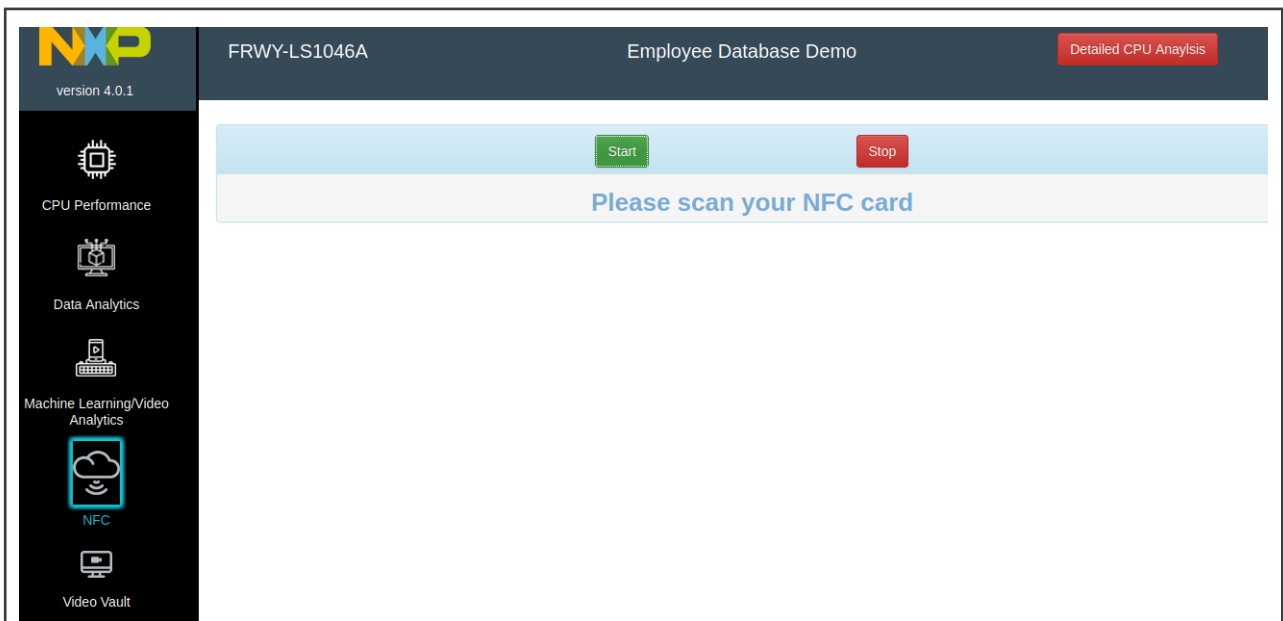 NXP
version 4.0.1
FRWY-LS1046A
Employee Database Demo
Detailed CPU Anaylsis
Start
Stop
Please scan your NFC card
CPU Performance
Data Analytics
Machine Learning/Video
Analytics
NFC
Video Vault